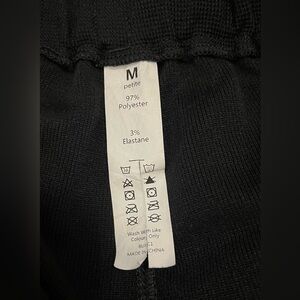 M
petite
97%
Polyester
3%
Elastane
Wash With Like
Colours Only
MADE IN CHINA